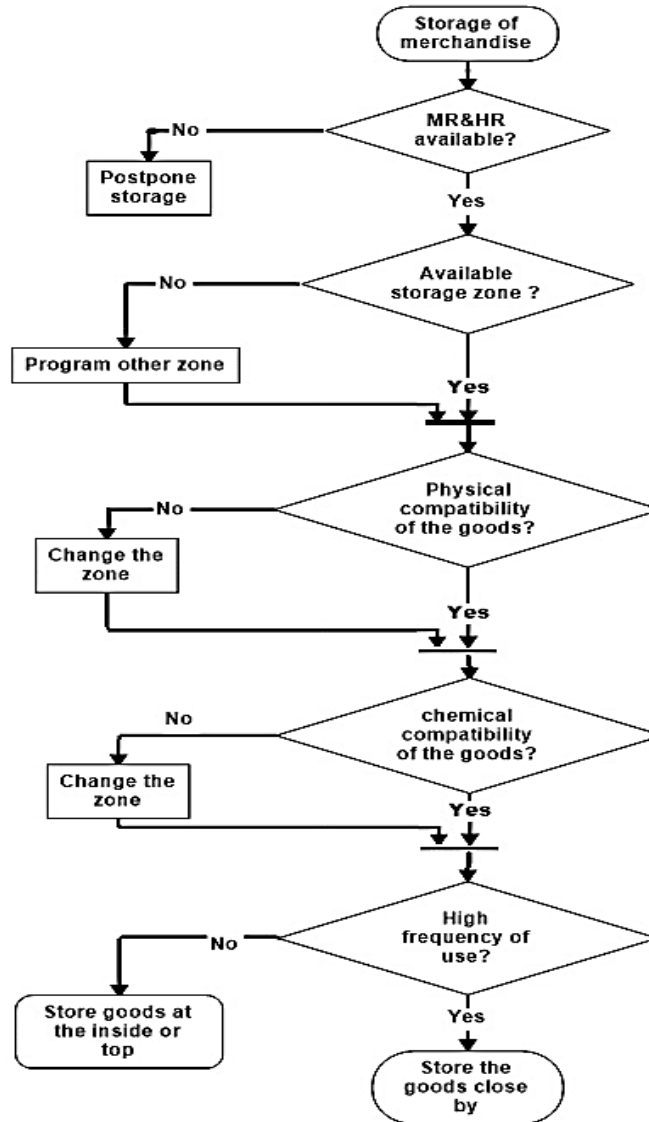 Storage of
merchandise
MR&HR
available?
No
Postpone
storage
Yes
Available
storage zone ?
No
Program other zone
Yes
Physical
compatibility
of the goods?
No
Change the
zone
Yes
chemical
compatibility
of the goods?
No
Change the
zone
Yes
High
frequency of
use?
No
Store goods at
the inside or
top
Yes
Store the
goods close
by